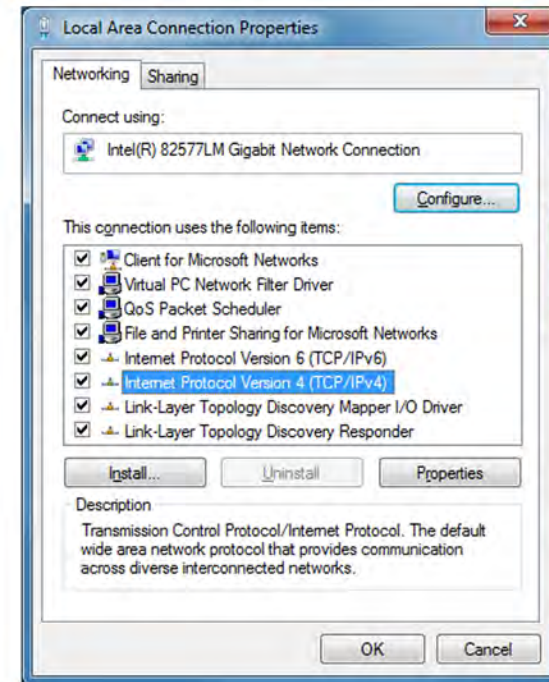 Local Area Connection Properties
X
Networking Sharing
Connect using:
Intel(R) 82577LM Gigabit Network Connection
Configure...
This connection uses the following items:
Client for Microsoft Networks
Virtual PC Network Filter Driver
QoS Packet Scheduler
File and Printer Sharing for Microsoft Networks
Internet Protocol Version 6 (TCP/IPv6)
Internet Protocol Version 4 (TCP/IPv4)
Link-Layer Topology Discovery Mapper I/O Driver
Link-Layer Topology Discovery Responder
Install... Uninstall Properties
Description
Transmission Control Protocol/Internet Protocol. The default
wide area network protocol that provides communication
across diverse interconnected networks.
OK Cancel